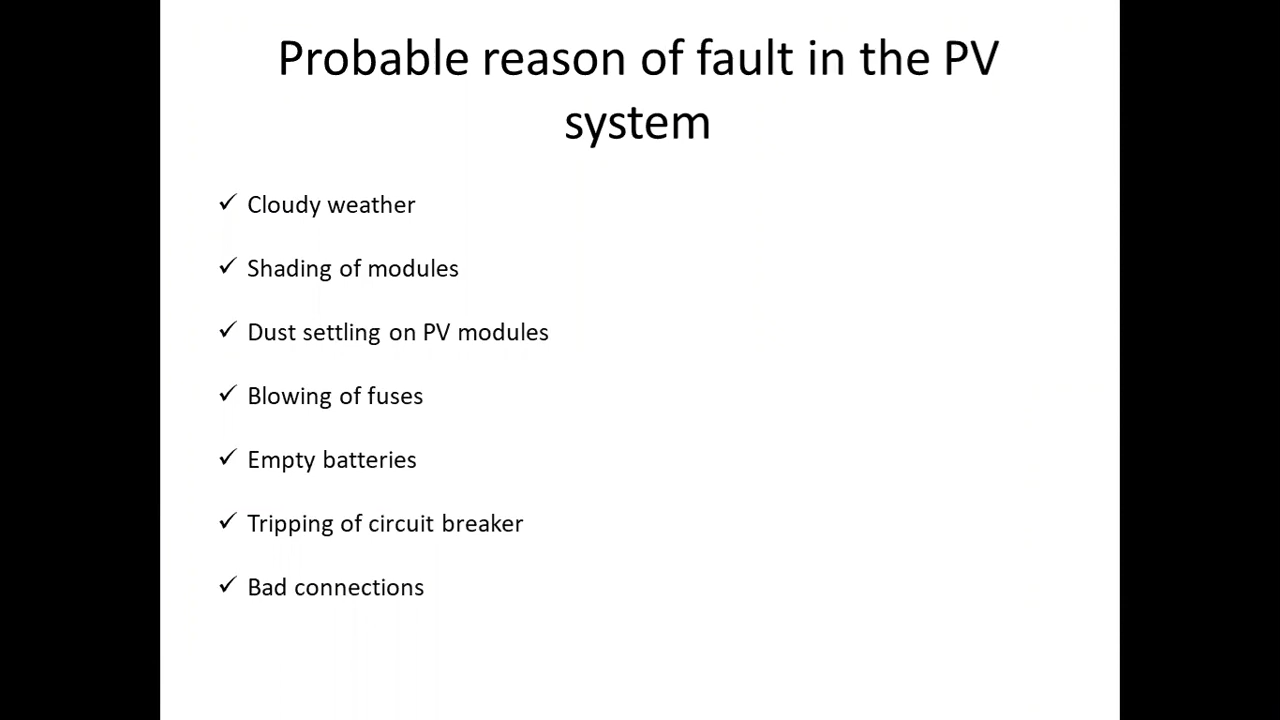 Probable reason of fault in the PV
system
✓ Cloudy weather
✓ Shading of modules
✓ Dust settling on PV modules
✓ Blowing of fuses
✓ Empty batteries
✓ Tripping of circuit breaker
✓ Bad connections